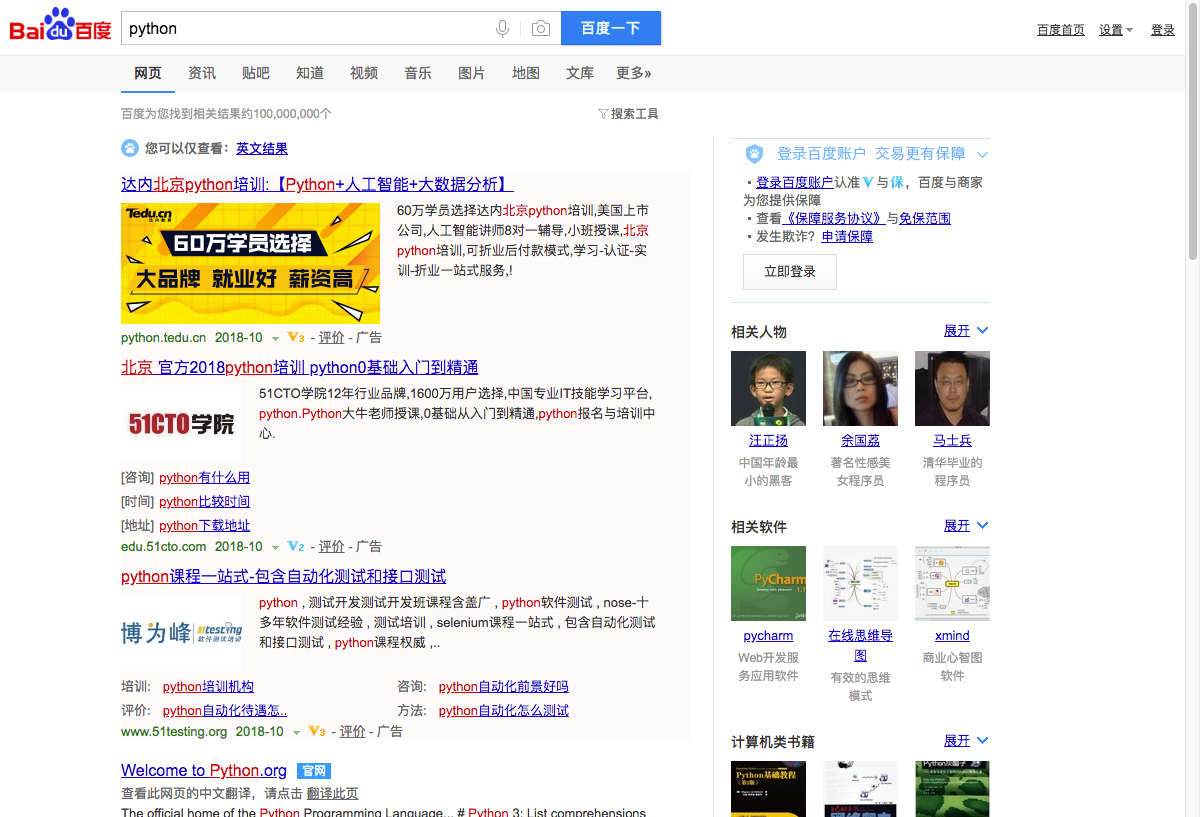 Bai du 百度 python 百度一下 百度首页 设置 登录
网页 资讯 贴吧 知道 视频 音乐 图片 地图 文库 更多»
百度为您找到相关结果约100,000,000个 搜索工具
您可以仅查看：英文结果
达内北京python培训:【Python+人工智能+大数据分析】
Tedu.cn
达内教育
60万学员选择
大品牌 就业好 薪资高
60万学员选择达内北京python培训,美国上市
公司,人工智能讲师8对一辅导,小班授课,北京
python培训,可折业后付款模式,学习-认证-实
训-折业一站式服务,!
python.tedu.cn 2018-10 V3 - 评价 - 广告
北京 官方2018python培训 python0基础入门到精通
51CTO学院
51CTO学院12年行业品牌,1600万用户选择,中国专业IT技能学习平台,
python.Python大牛老师授课,0基础从入门到精通,python报名与培训中
心.
[咨询] python有什么用
[时间] python比较时间
[地址] python下载地址
edu.51cto.com 2018-10 V2 - 评价 - 广告
python课程一站式-包含自动化测试和接口测试
博为峰 51testing
软件测试培训
python , 测试开发测试开发班课程含盖广 , python软件测试 , nose-十
多年软件测试经验 , 测试培训 , selenium课程一站式 , 包含自动化测试
和接口测试 , python课程权威 ,..
培训: python培训机构 咨询: python自动化前景好吗
评价: python自动化待遇怎.. 方法: python自动化怎么测试
www.51testing.org 2018-10 V3 - 评价 - 广告
Welcome to Python.org 官网
查看此网页的中文翻译，请点击 翻译此页
The official home of the Python Programming Language... # Python 3: List comprehensions
登录百度账户 交易更有保障
· 登录百度账户认准V与保，百度与商家
为您提供保障
· 查看《保障服务协议》与免保范围
· 发生欺诈？申请保障
立即登录
相关人物 展开
汪正扬 余国荔 马士兵
中国年龄最 著名性感美 清华毕业的
小的黑客 女程序员 程序员
相关软件 展开
PyCharm
pycharm 在线思维导 xmind
图
Web开发服 有效的思维 商业心智图
务应用软件 模式 软件
计算机类书籍 展开
Python基础教程